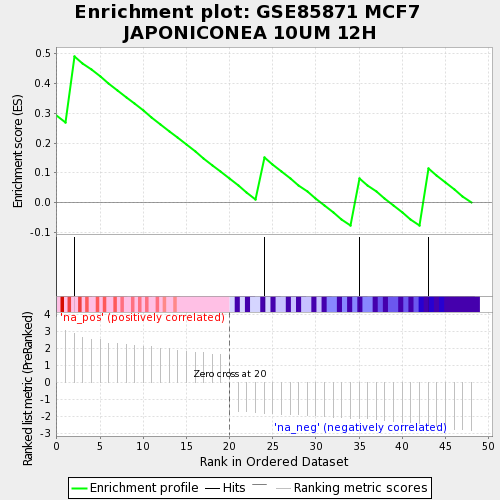 Enrichment plot: GSE85871 MCF7
JAPONICONEA 10UM 12H
Enrichment score (ES)
0.5
0.4
0.3
0.2
0.1
0.0
-0.1
Ranked list metric (PreRanked)
4
3
2
1
0
-1
-2
-3
'na_pos' (positively correlated)
Zero cross at 20
'na_neg' (negatively correlated)
0 5 10 15 20 25 30 35 40 45 50
Rank in Ordered Dataset
Enrichment profile Hits Ranking metric scores